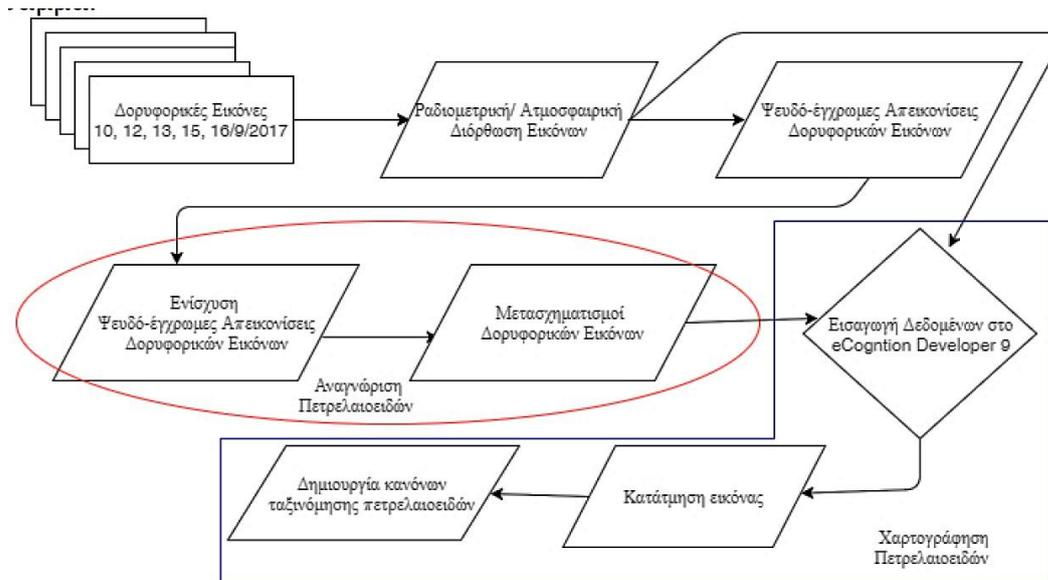 Δορυφορικές Εικόνες
10, 12, 13, 15, 16/9/2017
Ραδιομετρική/ Ατμοσφαιρική
Διόρθωση Εικόνων
Ψευδό-έγχρωμες Απεικονίσεις
Δορυφορικών Εικόνων
Ενίσχυση
Ψευδό-έγχρωμες Απεικονίσεις
Δορυφορικών Εικόνων
Μετασχηματισμοί
Δορυφορικών Εικόνων
Εισαγωγή Δεδομένων στο
eCogntion Developer 9
Αναγνώριση
Πετρελαιοειδών
Δημιουργία κανόνων
ταξινόμησης πετρελαιοειδών
Κατάτμηση εικόνας
Χαρτογράφηση
Πετρελαιοειδών